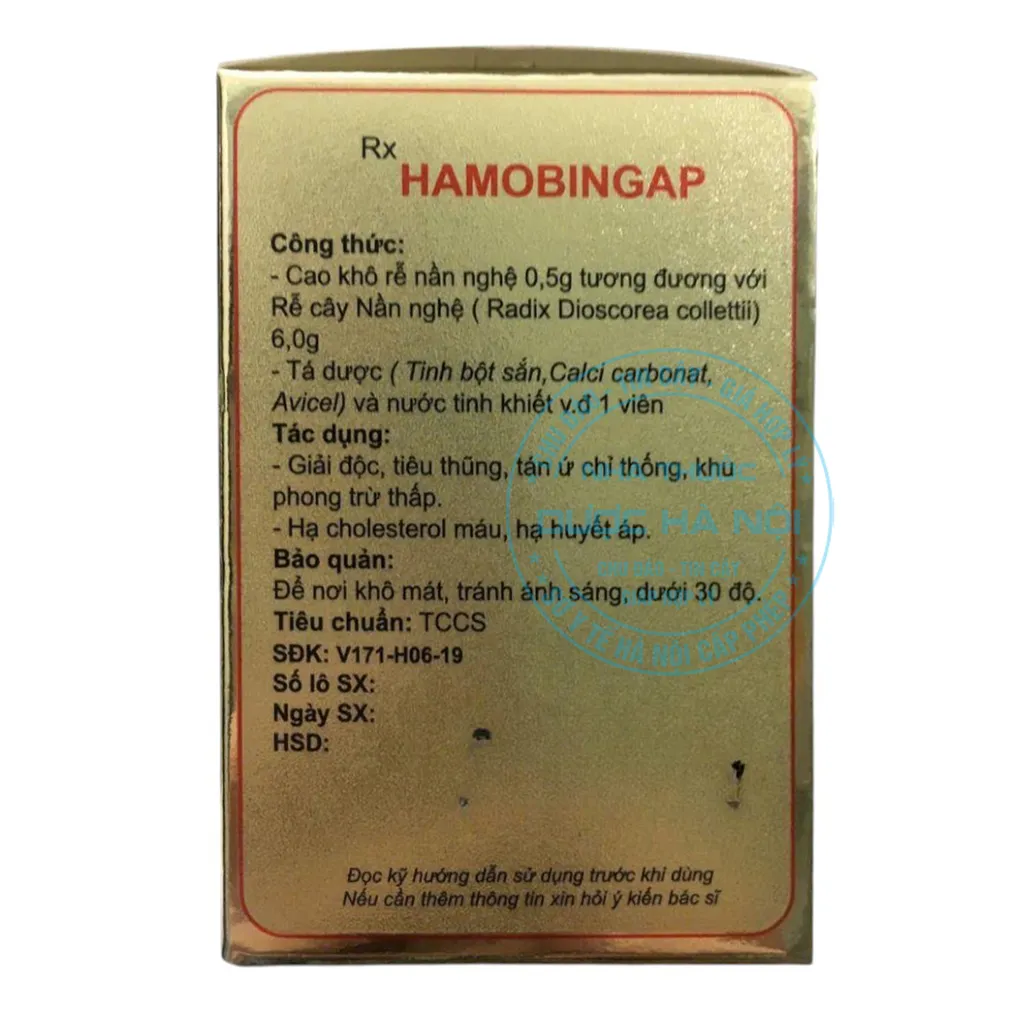 Rx
HAMOBINGAP
Công thức:
- Cao khô rễ nần nghệ 0,5g tương đương với
Rễ cây Nần nghệ ( Radix Dioscorea collettii)
6,0g
- Tá dược ( Tinh bột sắn,Calci carbonat,
Avicel) và nước tinh khiết v.đ 1 viên
Tác dụng:
- Giải độc, tiêu thũng, tán ứ chỉ thống, khu
phong trừ thấp.
- Hạ cholesterol máu, hạ huyết áp.
Bảo quản:
Để nơi khô mát, tránh ánh sáng, dưới 30 độ.
Tiêu chuẩn: TCCS
SĐK: V171-H06-19
Số lô SX:
Ngày SX:
HSD:
Đọc kỹ hướng dẫn sử dụng trước khi dùng
Nếu cần thêm thông tin xin hỏi ý kiến bác sĩ
DƯỢC HÀ NỘI
Y TẾ HÀ NỘI CẤP PHÉP